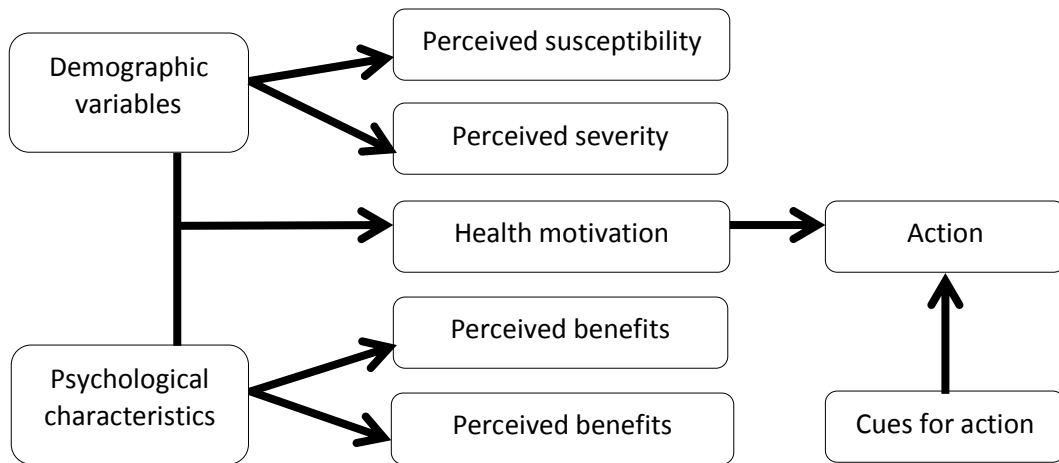 Demographic
variables
Perceived susceptibility
Perceived severity
Health motivation
Action
Perceived benefits
Psychological
characteristics
Perceived benefits
Cues for action